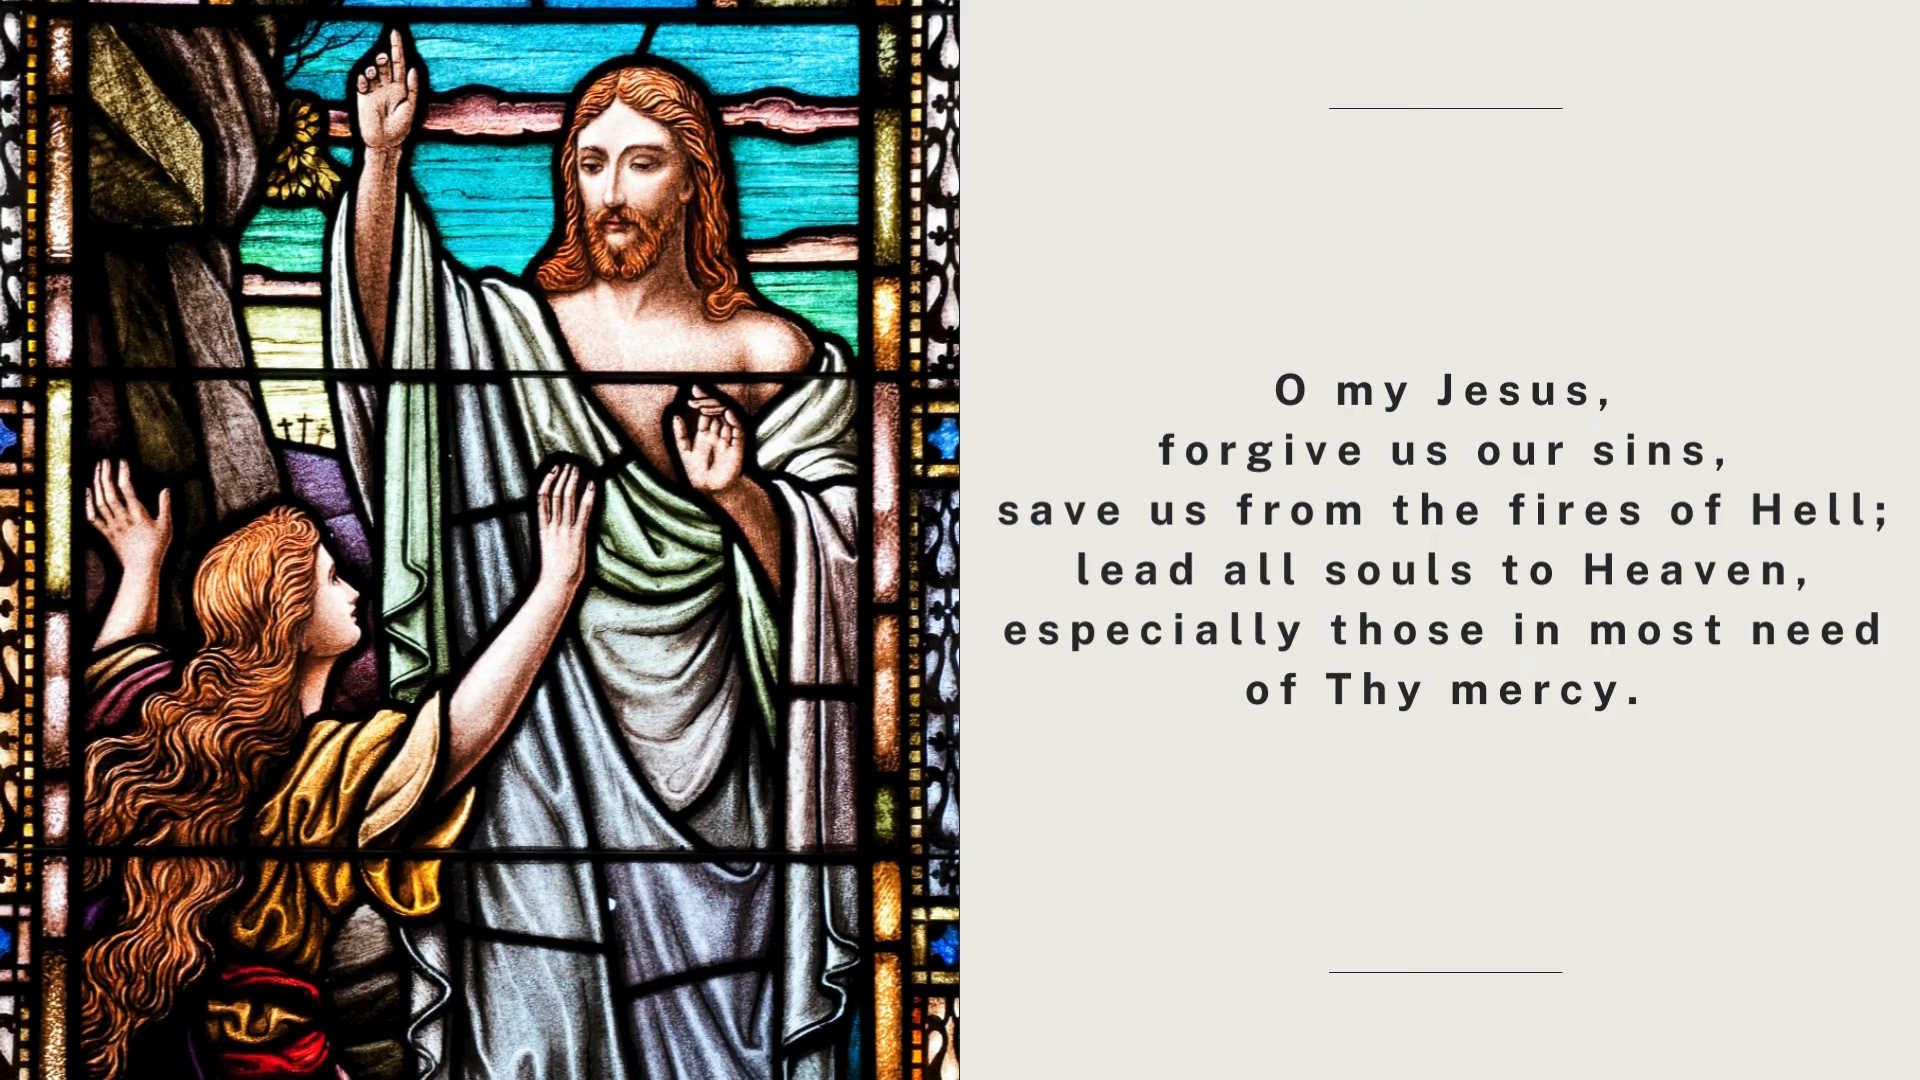 O my Jesus,
forgive us our sins,
save us from the fires of Hell;
lead all souls to Heaven,
especially those in most need
of Thy mercy.